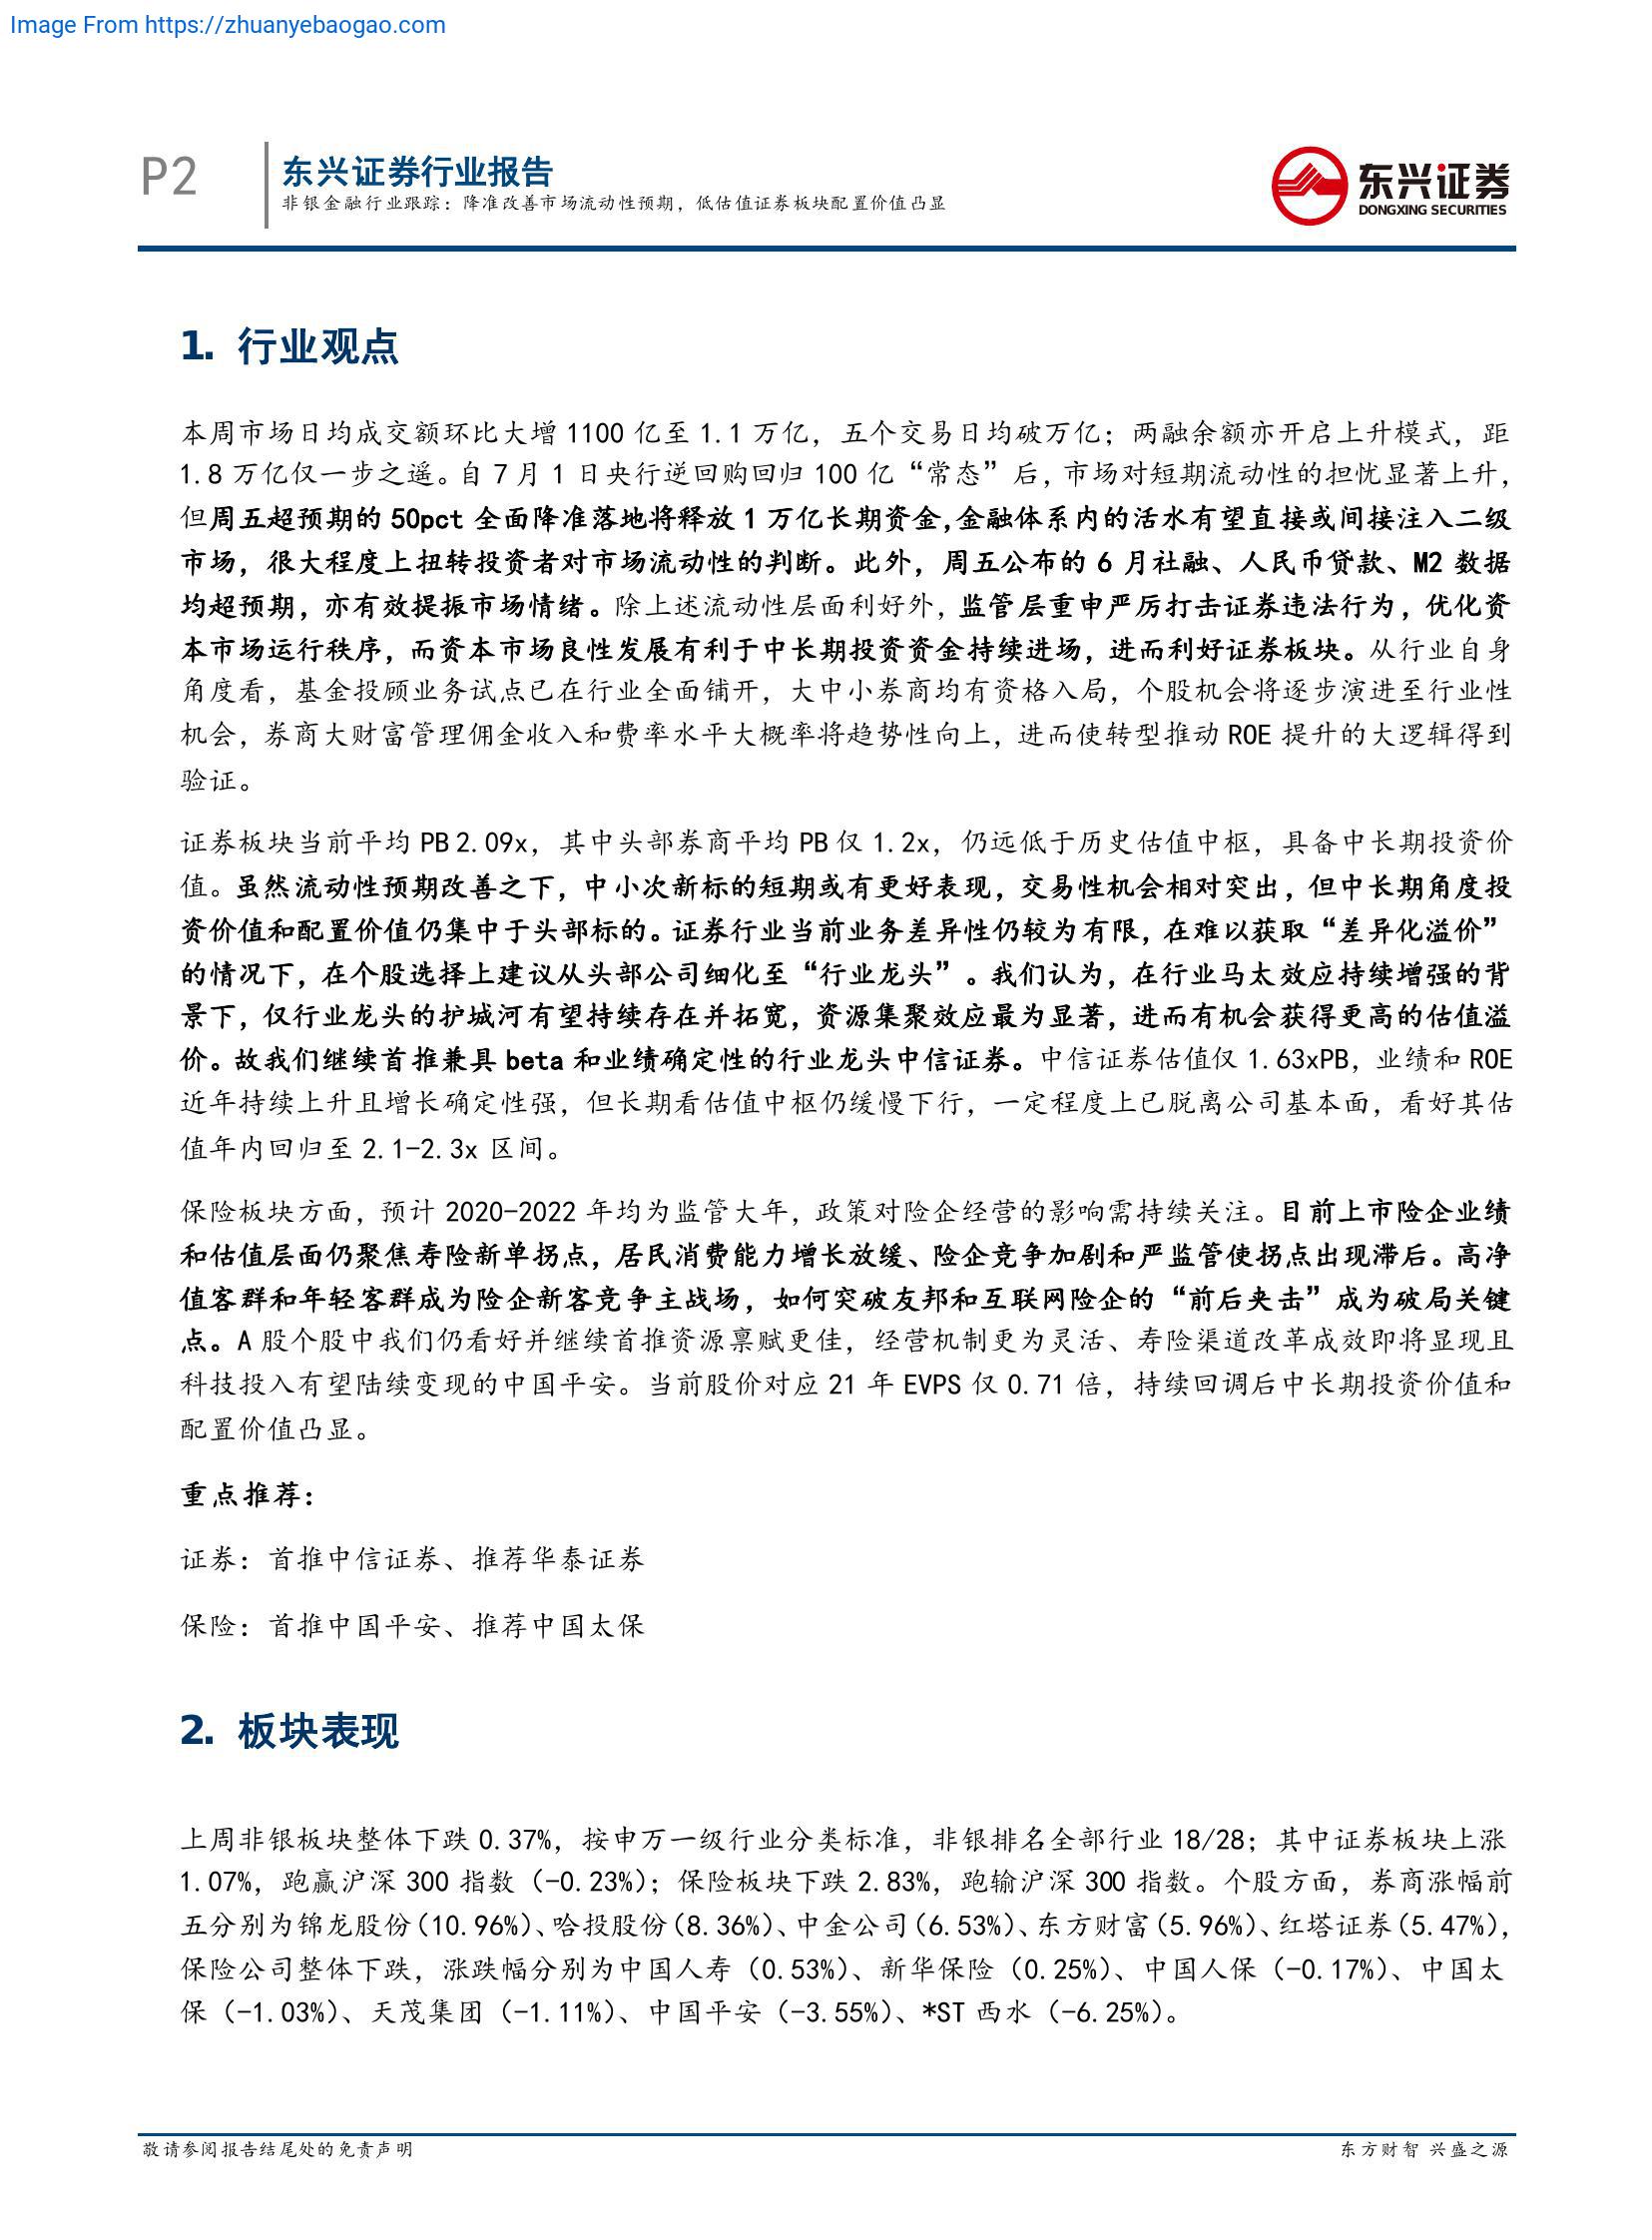 Image From https://zhuanyebaogao.com
P2
东兴证券行业报告
非银金融行业跟踪：降准改善市场流动性预期，低估值证券板块配置价值凸显
东兴证券
DONGXING SECURITIES
1. 行业观点
本周市场日均成交额环比大增 1100 亿至 1.1 万亿，五个交易日均破万亿；两融余额亦开启上升模式，距
1.8 万亿仅一步之遥。自 7 月 1 日央行逆回购回归 100 亿“常态”后，市场对短期流动性的担忧显著上升，
但周五超预期的 50pct 全面降准落地将释放 1 万亿长期资金，金融体系内的活水有望直接或间接注入二级
市场，很大程度上扭转投资者对市场流动性的判断。此外，周五公布的 6 月社融、人民币贷款、M2 数据
均超预期，亦有效提振市场情绪。除上述流动性层面利好外，监管层重申严厉打击证券违法行为，优化资
本市场运行秩序，而资本市场良性发展有利于中长期投资资金持续进场，进而利好证券板块。从行业自身
角度看，基金投顾业务试点已在行业全面铺开，大中小券商均有资格入局，个股机会将逐步演进至行业性
机会，券商大财富管理佣金收入和费率水平大概率将趋势性向上，进而使转型推动 ROE 提升的大逻辑得到
验证。
证券板块当前平均 PB 2.09x，其中头部券商平均 PB 仅 1.2x，仍远低于历史估值中枢，具备中长期投资价
值。虽然流动性预期改善之下，中小次新标的短期或有更好表现，交易性机会相对突出，但中长期角度投
资价值和配置价值仍集中于头部标的。证券行业当前业务差异性仍较为有限，在难以获取“差异化溢价”
的情况下，在个股选择上建议从头部公司细化至“行业龙头”。我们认为，在行业马太效应持续增强的背
景下，仅行业龙头的护城河有望持续存在并拓宽，资源集聚效应最为显著，进而有机会获得更高的估值溢
价。故我们继续首推兼具 beta 和业绩确定性的行业龙头中信证券。中信证券估值仅 1.63xPB，业绩和 ROE
近年持续上升且增长确定性强，但长期看估值中枢仍缓慢下行，一定程度上已脱离公司基本面，看好其估
值年内回归至 2.1-2.3x 区间。
保险板块方面，预计 2020-2022 年均为监管大年，政策对险企经营的影响需持续关注。目前上市险企业绩
和估值层面仍聚焦寿险新单拐点，居民消费能力增长放缓、险企竞争加剧和严监管使拐点出现滞后。高净
值客群和年轻客群成为险企新客竞争主战场，如何突破友邦和互联网险企的“前后夹击”成为破局关键
点。A 股个股中我们仍看好并继续首推资源禀赋更佳，经营机制更为灵活、寿险渠道改革成效即将显现且
科技投入有望陆续变现的中国平安。当前股价对应 21 年 EVPS 仅 0.71 倍，持续回调后中长期投资价值和
配置价值凸显。
重点推荐：
证券：首推中信证券、推荐华泰证券
保险：首推中国平安、推荐中国太保
2. 板块表现
上周非银板块整体下跌 0.37%，按申万一级行业分类标准，非银排名全部行业 18/28；其中证券板块上涨
1.07%，跑赢沪深 300 指数（-0.23%）；保险板块下跌 2.83%，跑输沪深 300 指数。个股方面，券商涨幅前
五分别为锦龙股份（10.96%）、哈投股份（8.36%）、中金公司（6.53%）、东方财富（5.96%）、红塔证券（5.47%），
保险公司整体下跌，涨跌幅分别为中国人寿（0.53%）、新华保险（0.25%）、中国人保（-0.17%）、中国太
保（-1.03%）、天茂集团（-1.11%）、中国平安（-3.55%）、*ST 西水（-6.25%）。
敬请参阅报告结尾处的免责声明
东方财智 兴盛之源